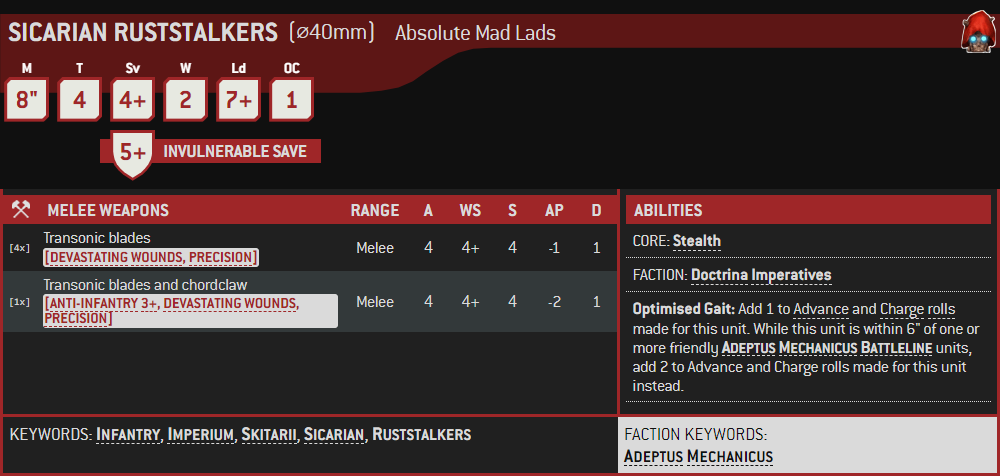 SICARIAN RUSTSTALKERS (⌀40mm) Absolute Mad Lads
M T Sv W Ld OC
8" 4 4+ 2 7+ 1
5+ INVULNERABLE SAVE
MELEE WEAPONS RANGE A WS S AP D
[4x] Transonic blades Melee 4 4+ 4 -1 1
[DEVASTATING WOUNDS, PRECISION]
[1x] Transonic blades and chordclaw Melee 4 4+ 4 -2 1
[ANTI-INFANTRY 3+, DEVASTATING WOUNDS,
PRECISION]
ABILITIES
CORE: Stealth
FACTION: Doctrina Imperatives
Optimised Gait: Add 1 to Advance and Charge rolls
made for this unit. While this unit is within 6" of one or
more friendly ADEPTUS MECHANICUS BATTLELINE units,
add 2 to Advance and Charge rolls made for this unit
instead.
KEYWORDS: INFANTRY, IMPERIUM, SKITARII, SICARIAN, RUSTSTALKERS
FACTION KEYWORDS:
ADEPTUS MECHANICUS